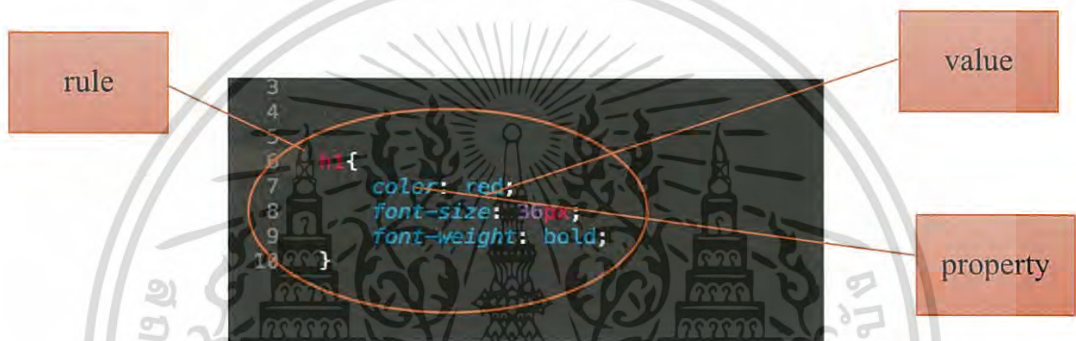 rule
value
3
4
5
6 h1{
7 color: red;
8 font-size: 36px;
9 font-weight: bold;
10 }
property